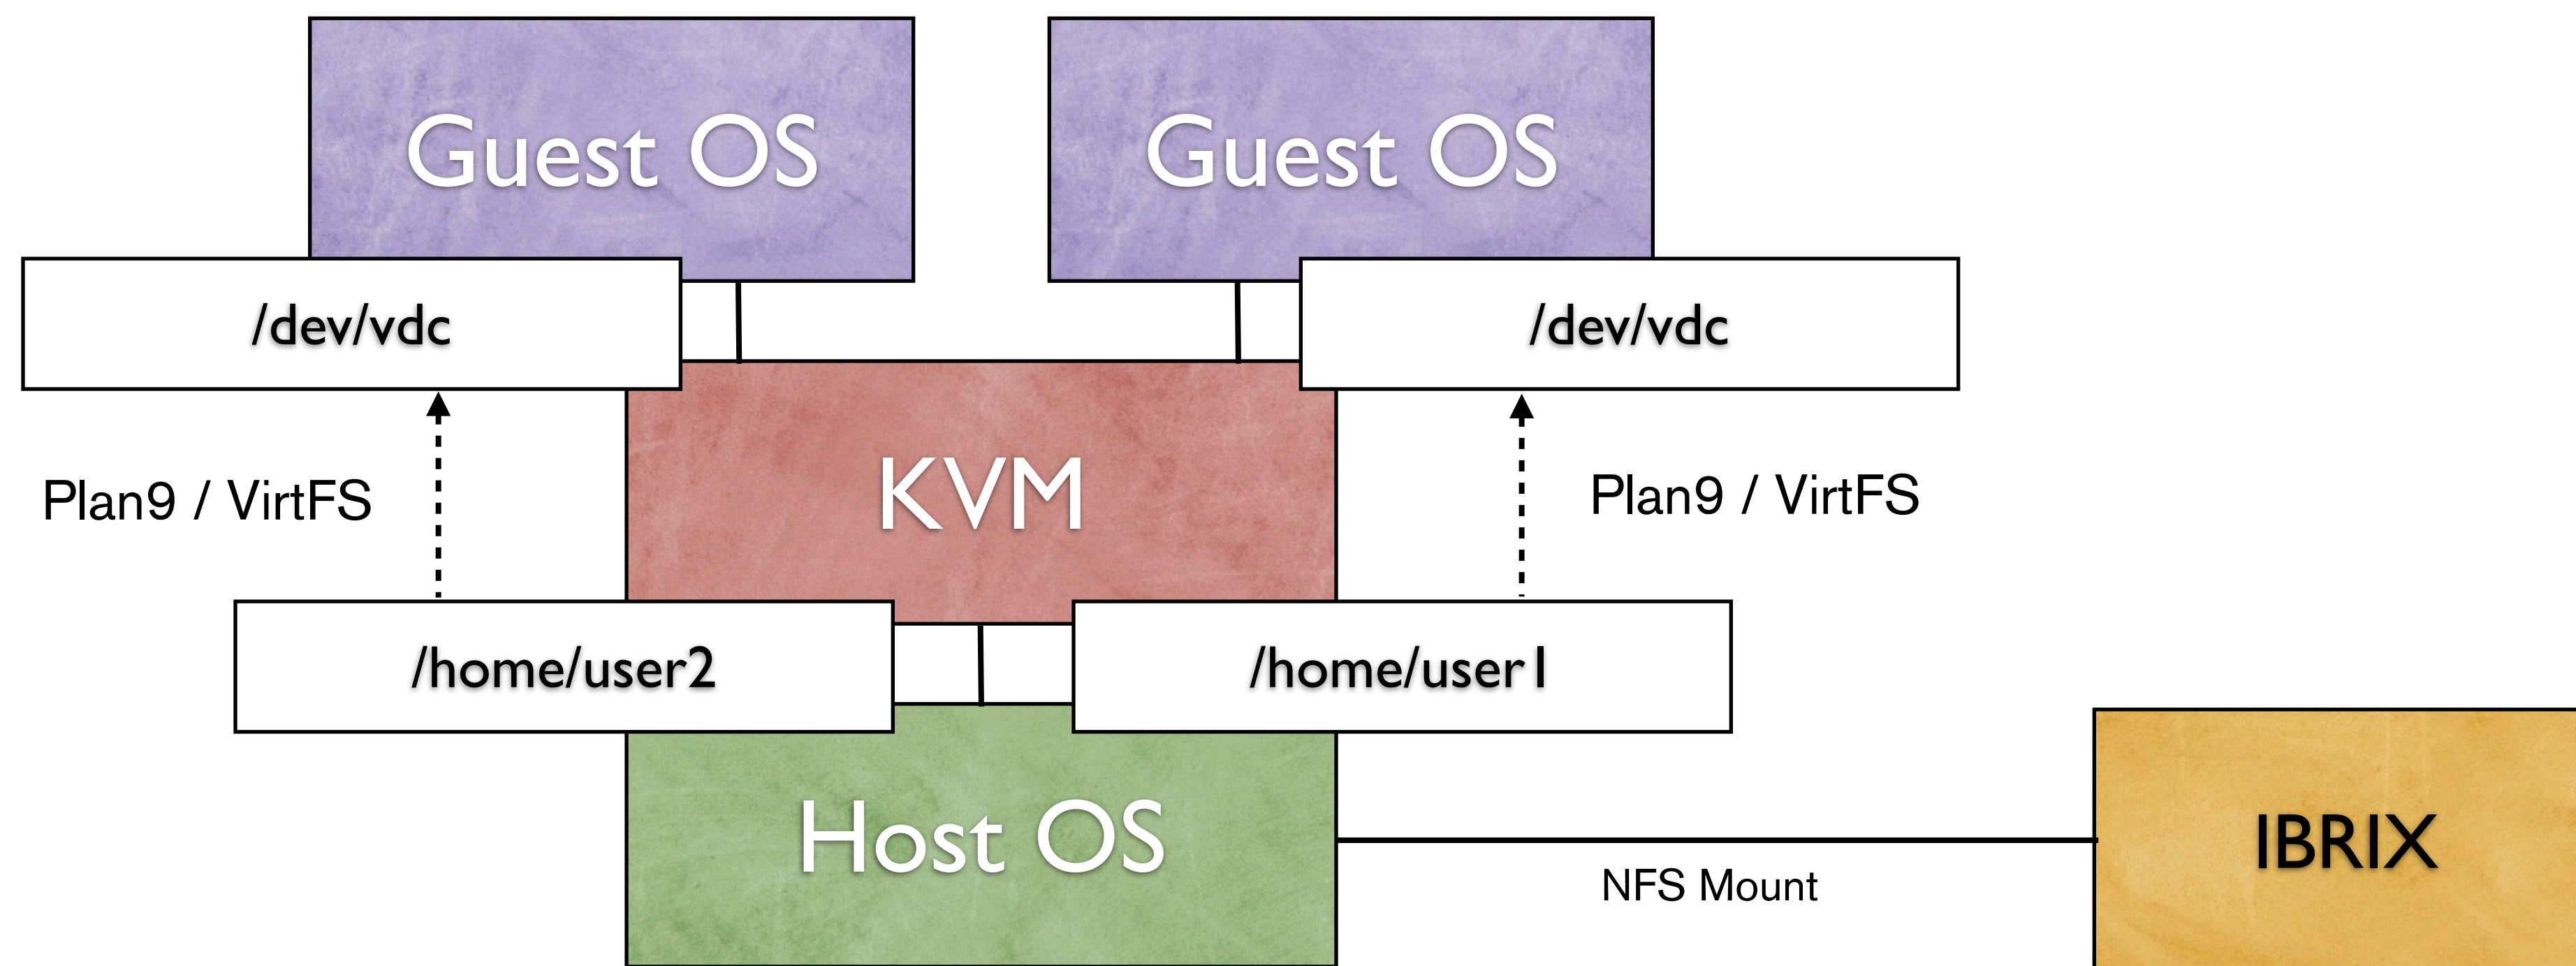 Guest OS
Guest OS
/dev/vdc
/dev/vdc
Plan9 / VirtFS
KVM
Plan9 / VirtFS
/home/user2
/home/user1
Host OS
IBRIX
NFS Mount